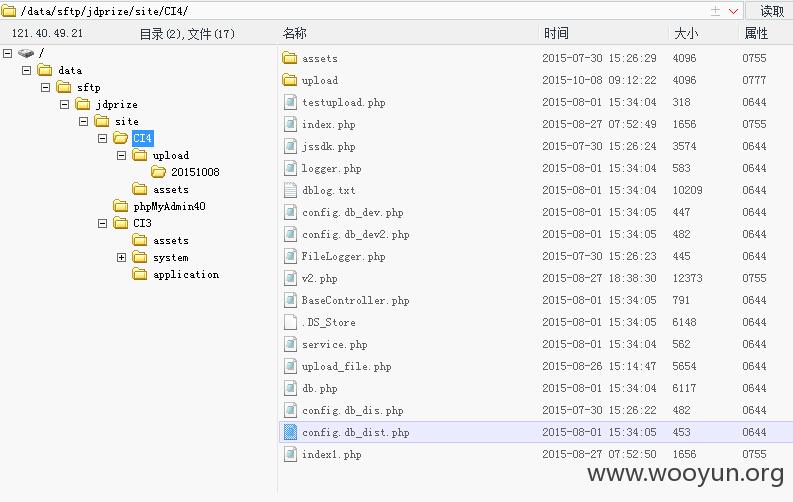 /data/sftp/jdprize/site/CI4/ 读取
121.40.49.21 目录(2),文件(17) 名称 时间 大小 属性
/
data
sftp
jdprize
site
CI4
upload
20151008
assets
phpMyAdmin40
CI3
assets
system
application
assets 2015-07-30 15:26:29 4096 0755
upload 2015-10-08 09:12:22 4096 0777
testupload.php 2015-08-01 15:34:04 318 0644
index.php 2015-08-27 07:52:49 1656 0755
jssdk.php 2015-07-30 15:26:24 3574 0644
logger.php 2015-08-01 15:34:04 583 0644
dblog.txt 2015-08-01 15:34:04 10209 0644
config.db_dev.php 2015-08-01 15:34:05 447 0644
config.db_dev2.php 2015-08-01 15:34:05 482 0644
FileLogger.php 2015-07-30 15:26:23 445 0644
v2.php 2015-08-27 18:38:30 12373 0755
BaseController.php 2015-08-01 15:34:05 791 0644
.DS_Store 2015-08-01 15:34:05 6148 0644
service.php 2015-08-01 15:34:04 562 0644
upload_file.php 2015-08-26 15:14:47 5654 0644
db.php 2015-08-01 15:34:04 6117 0644
config.db_dis.php 2015-07-30 15:26:22 482 0644
config.db_dist.php 2015-08-01 15:34:05 453 0644
index1.php 2015-08-27 07:52:50 1656 0755
www.wooyun.org